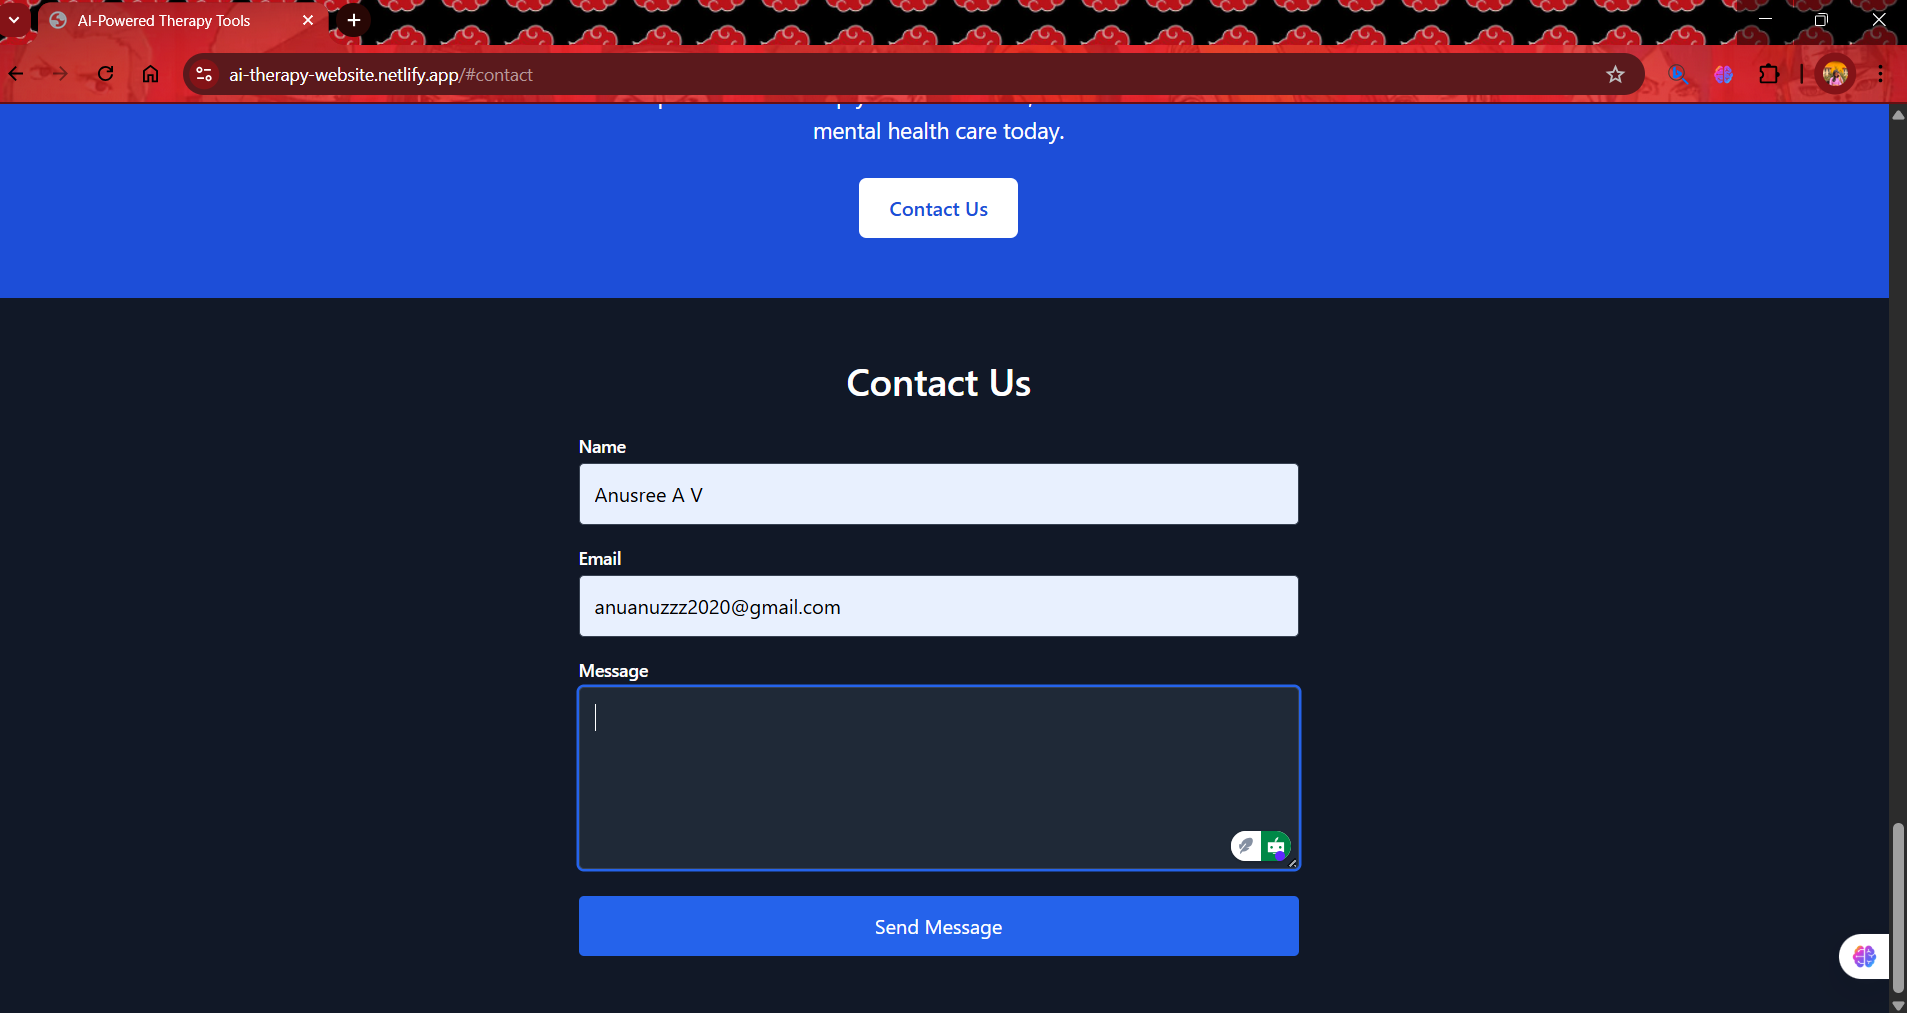 AI-Powered Therapy Tools
ai-therapy-website.netlify.app/#contact
mental health care today.
Contact Us
Contact Us
Name
Anusree A V
Email
anuanuzzz2020@gmail.com
Message
Send Message